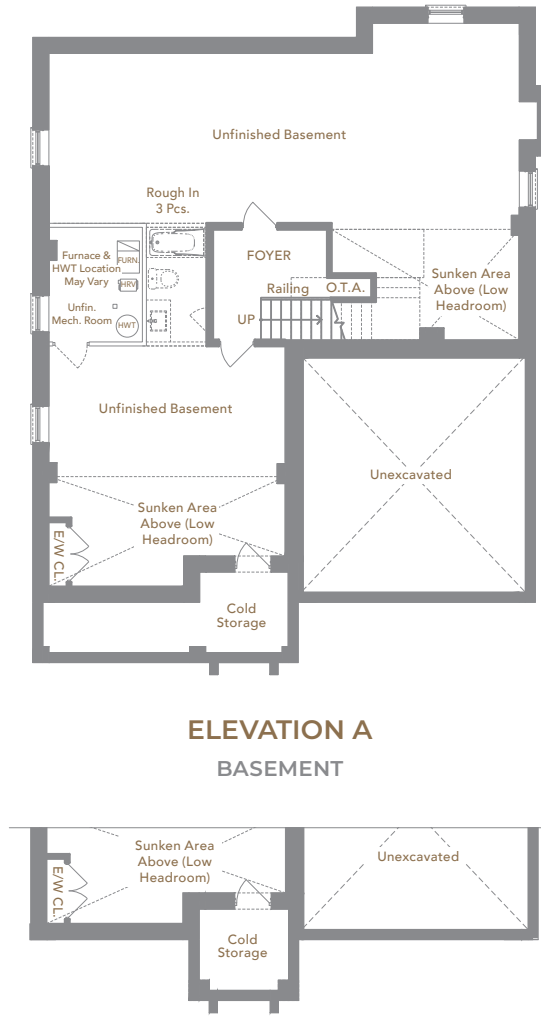 Unfinished Basement
Rough In
3 Pcs.
FOYER
Furnace &
HWT Location
May Vary
FURN.
HRV
Unfin.
Mech. Room
HWT
Railing
O.T.A.
UP
Sunken Area
Above (Low
Headroom)
Unfinished Basement
Unexcavated
Sunken Area
Above (Low
Headroom)
E/W CL.
Cold
Storage
ELEVATION A
BASEMENT
Sunken Area
Above (Low
Headroom)
Unexcavated
E/W CL.
Cold
Storage